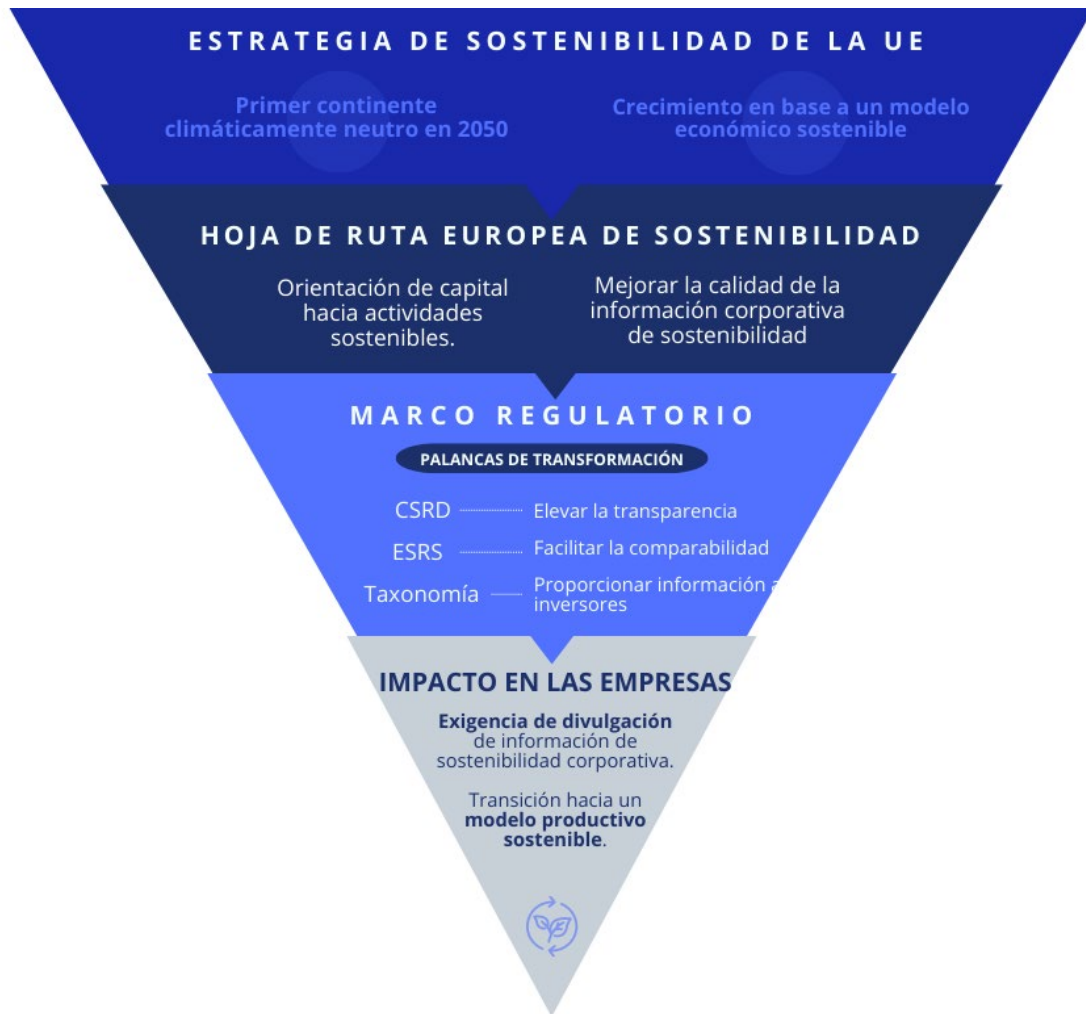 ESTRATEGIA DE SOSTENIBILIDAD DE LA UE
Primer continente
climáticamente neutro en 2050
Crecimiento en base a un modelo
económico sostenible
HOJA DE RUTA EUROPEA DE SOSTENIBILIDAD
Orientación de capital
hacia actividades
sostenibles.
Mejorar la calidad de la
información corporativa
de sostenibilidad
MARCO REGULATORIO
PALANCAS DE TRANSFORMACIÓN
CSRD Elevar la transparencia
ESRS Facilitar la comparabilidad
Taxonomía Proporcionar información a
inversores
IMPACTO EN LAS EMPRESAS
Exigencia de divulgación
de información de
sostenibilidad corporativa.
Transición hacia un
modelo productivo
sostenible.